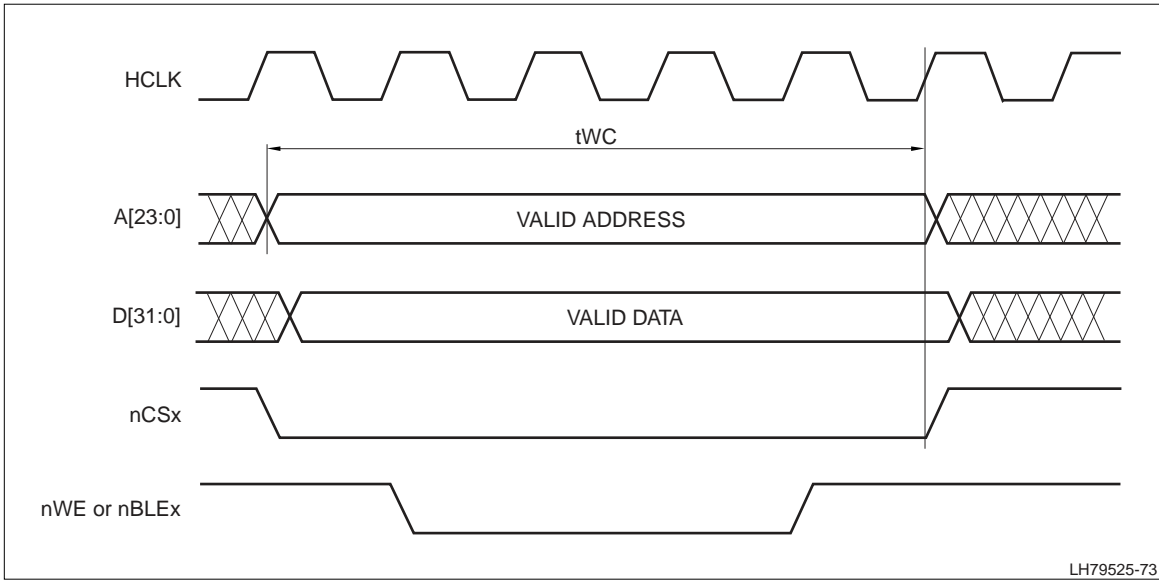 HCLK
tWC
A[23:0]
VALID ADDRESS
D[31:0]
VALID DATA
nCSx
nWE or nBLEx
LH79525-73